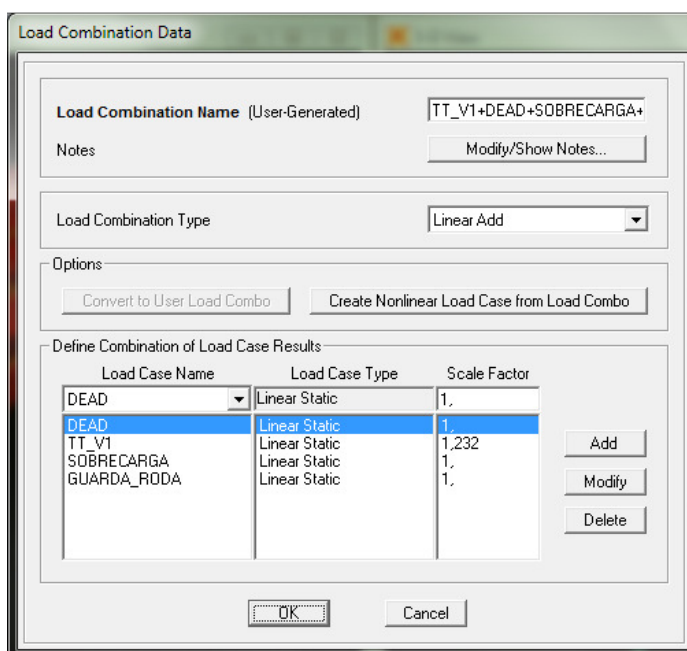 Load Combination Data
Load Combination Name (User-Generated) TT_V1+DEAD+SOBRECARGA+
Notes Modify/Show Notes...
Load Combination Type Linear Add
Options
Convert to User Load Combo Create Nonlinear Load Case from Load Combo
Define Combination of Load Case Results
Load Case Name Load Case Type Scale Factor
DEAD Linear Static 1,
DEAD Linear Static 1,
TT_V1 Linear Static 1,232
SOBRECARGA Linear Static 1,
GUARDA_RODA Linear Static 1,
Add
Modify
Delete
OK Cancel